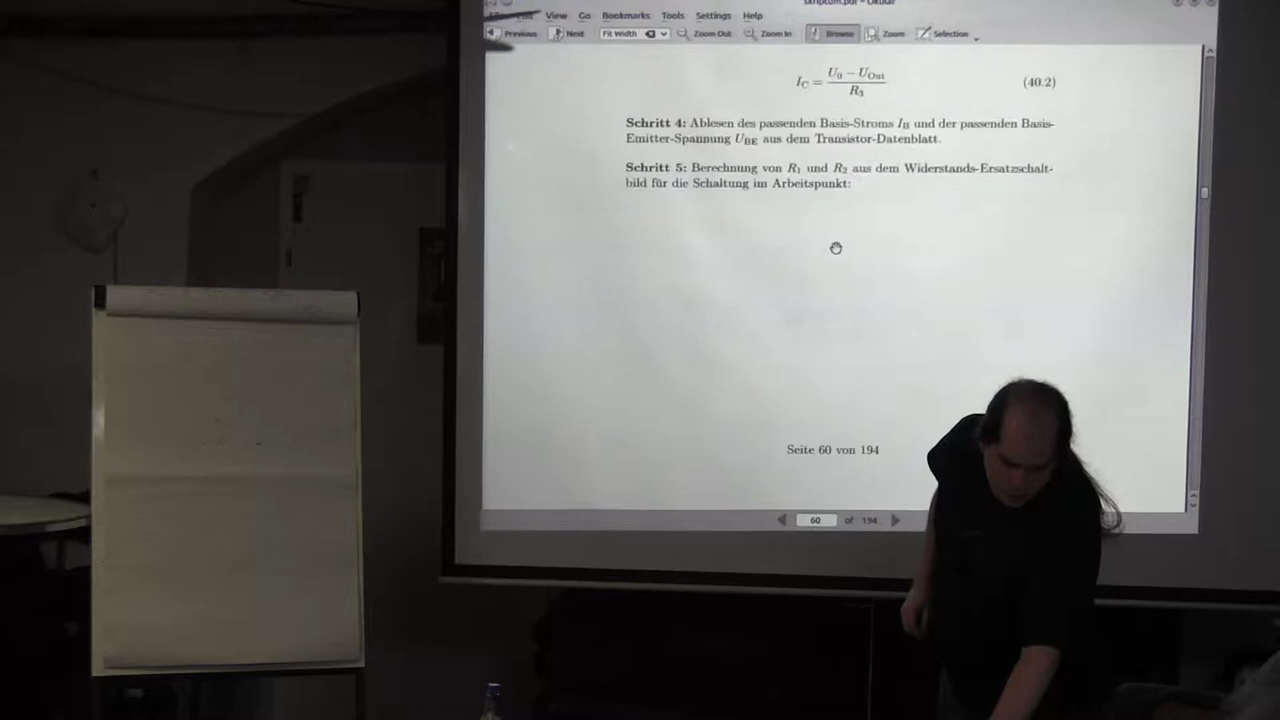 skriptum.pdf – Okular
View Go Bookmarks Tools Settings Help
Previous Next Fit Width Zoom Out Zoom In Browse Zoom Selection
I_C = (U_0 − U_Out) / R_3 (40.2)
Schritt 4: Ablesen des passenden Basis-Stroms I_B und der passenden Basis-
Emitter-Spannung U_BE aus dem Transistor-Datenblatt.
Schritt 5: Berechnung von R_1 und R_2 aus dem Widerstands-Ersatzschalt-
bild für die Schaltung im Arbeitspunkt:
Seite 60 von 194
60 of 194